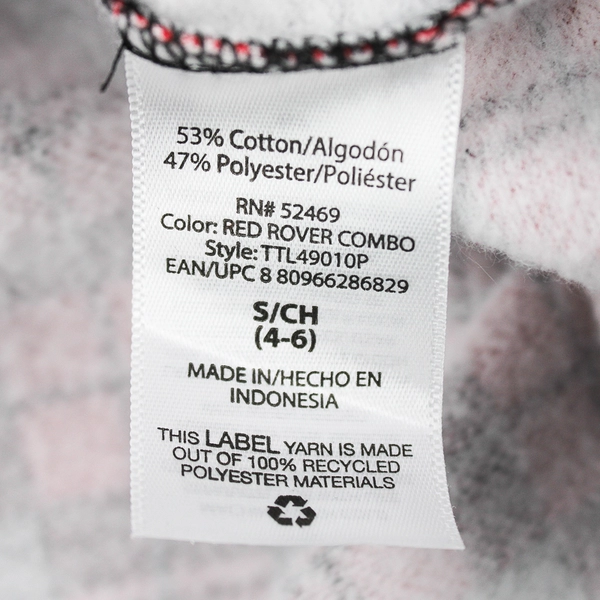 53% Cotton/Algodón
47% Polyester/Poliéster
RN# 52469
Color: RED ROVER COMBO
Style: TTL49010P
EAN/UPC 8 80966286829
S/CH
(4-6)
MADE IN/HECHO EN
INDONESIA
THIS LABEL YARN IS MADE
OUT OF 100% RECYCLED
POLYESTER MATERIALS